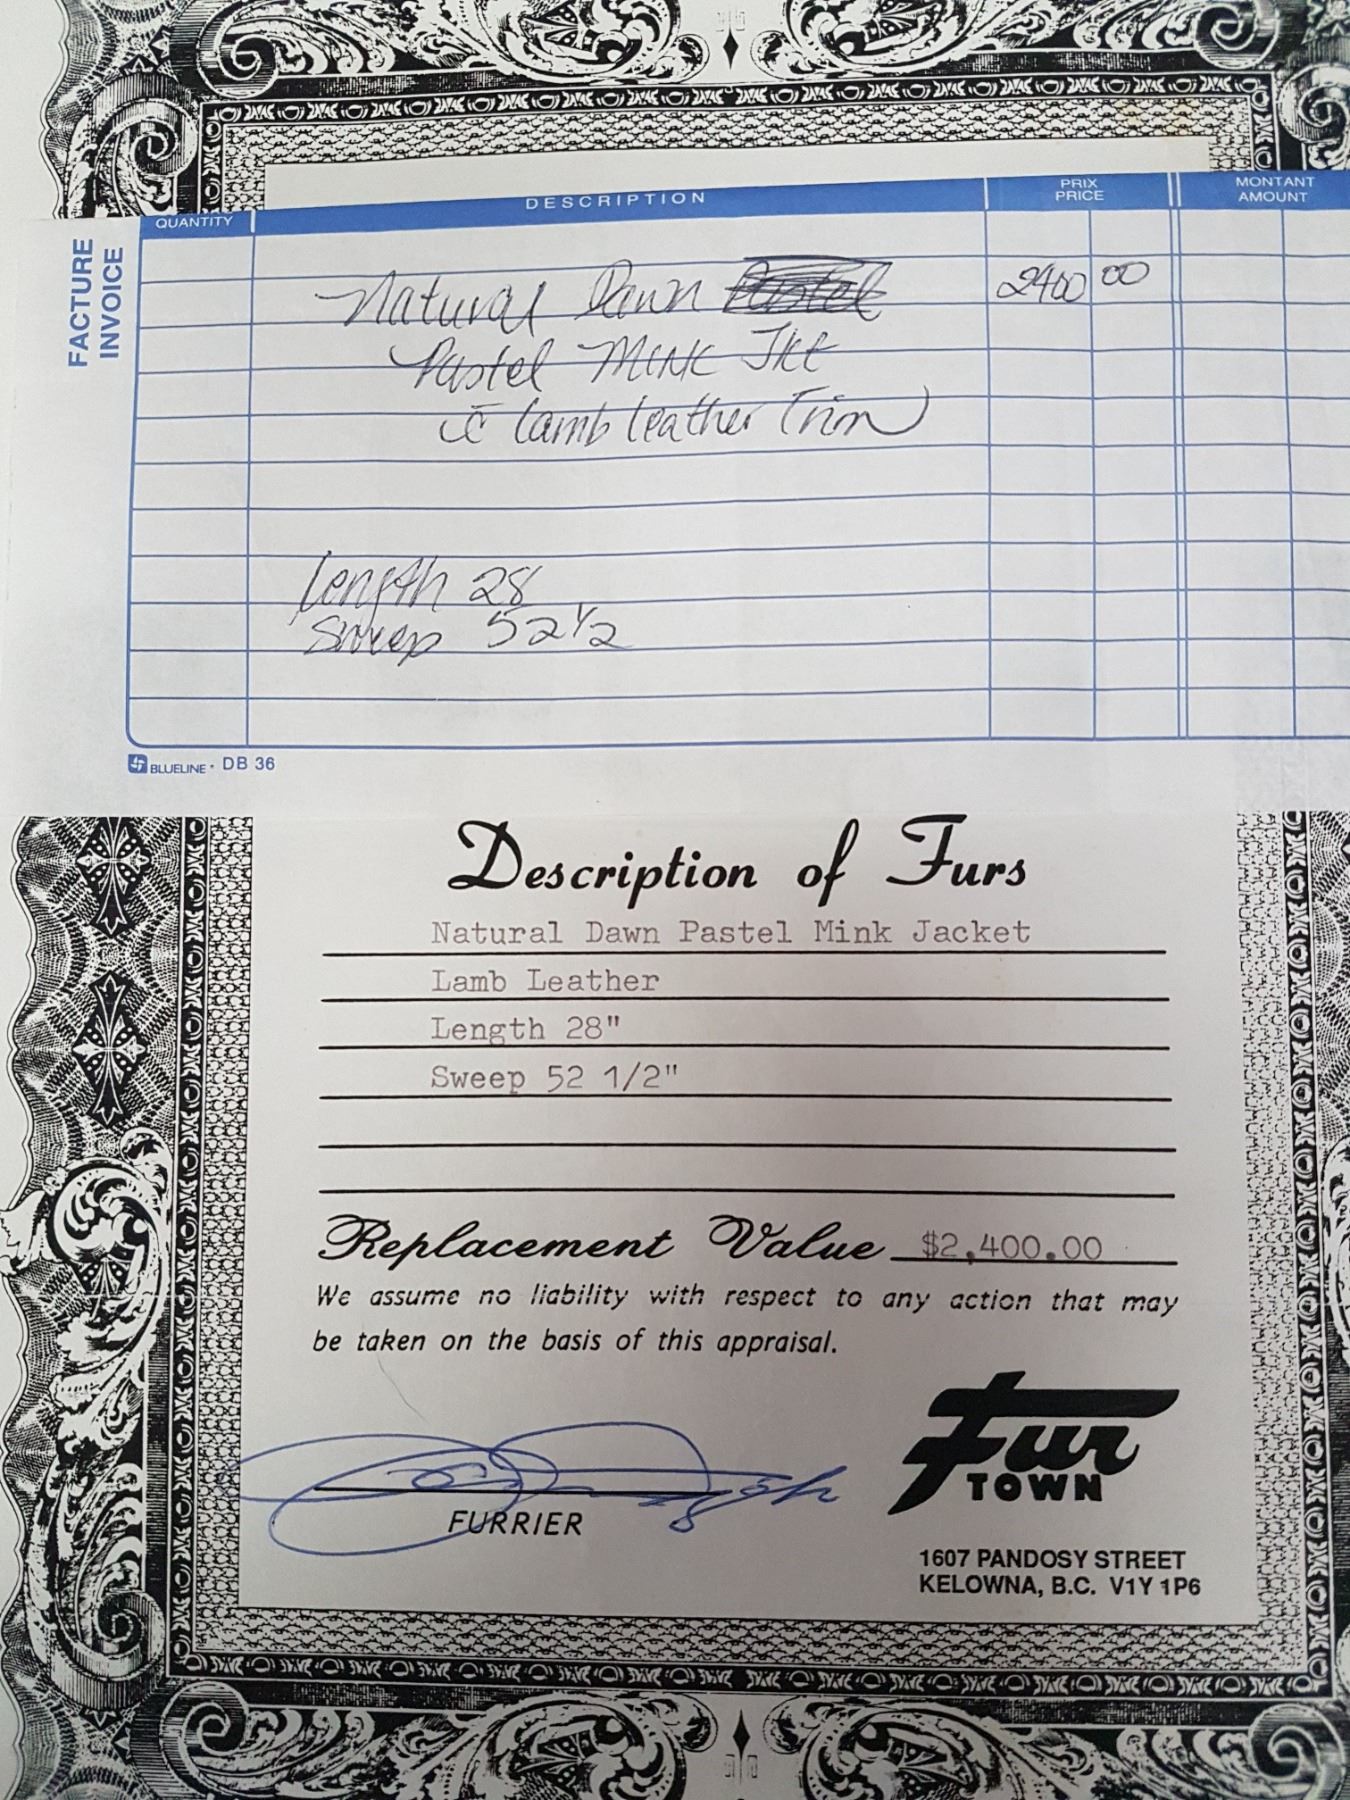 FACTURE
INVOICE
QUANTITY DESCRIPTION PRIX MONTANT
PRICE AMOUNT
Natural Dawn Pastel 2400 00
Pastel Mink Jkt
c̄ lamb leather Trim
Length 28
Sweep 52 1/2
BLUELINE · DB 36
Description of Furs
Natural Dawn Pastel Mink Jacket
Lamb Leather
Length 28"
Sweep 52 1/2"
Replacement Value $2,400.00
We assume no liability with respect to any action that may
be taken on the basis of this appraisal.
FURRIER
Fur
TOWN
1607 PANDOSY STREET
KELOWNA, B.C. V1Y 1P6